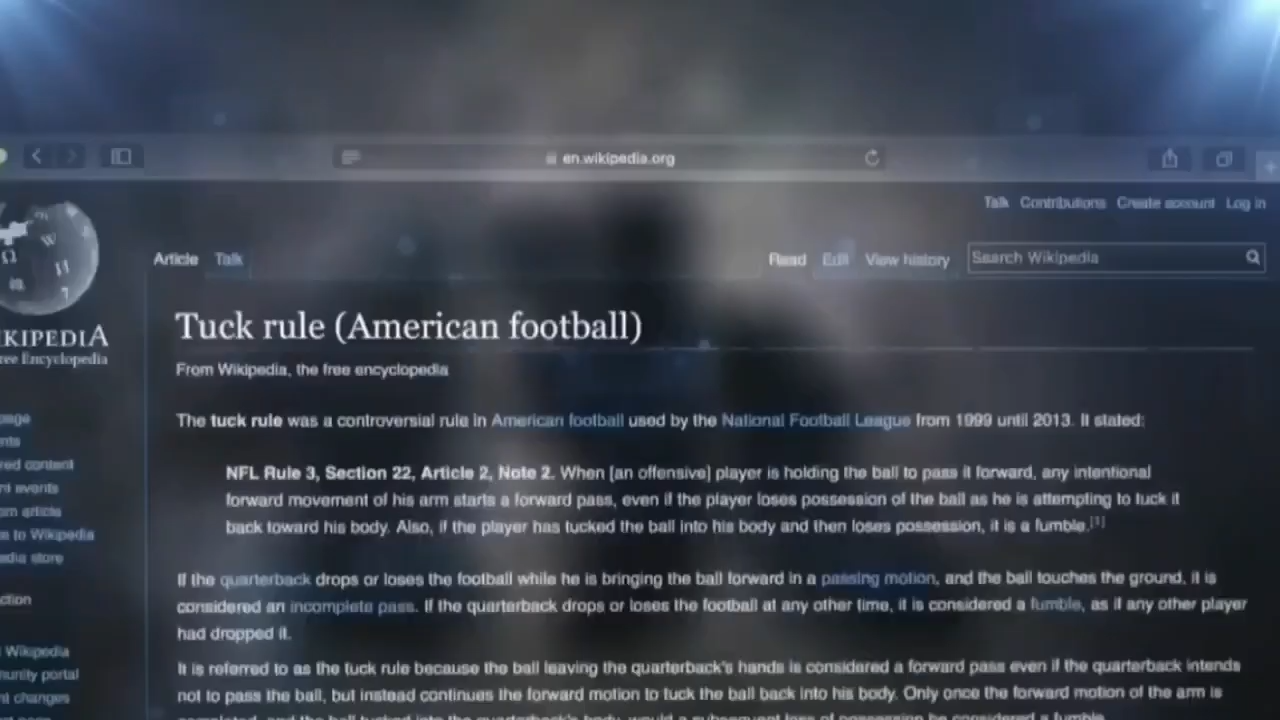 en.wikipedia.org
Talk Contributions Create account Log in
Article Talk Read Edit View history Search Wikipedia
Tuck rule (American football)
From Wikipedia, the free encyclopedia
The tuck rule was a controversial rule in American football used by the National Football League from 1999 until 2013. It stated:
NFL Rule 3, Section 22, Article 2, Note 2. When [an offensive] player is holding the ball to pass it forward, any intentional
forward movement of his arm starts a forward pass, even if the player loses possession of the ball as he is attempting to tuck it
back toward his body. Also, if the player has tucked the ball into his body and then loses possession, it is a fumble.[1]
If the quarterback drops or loses the football while he is bringing the ball forward in a passing motion, and the ball touches the ground, it is
considered an incomplete pass. If the quarterback drops or loses the football at any other time, it is considered a fumble, as if any other player
had dropped it.
It is referred to as the tuck rule because the ball leaving the quarterback's hands is considered a forward pass even if the quarterback intends
not to pass the ball, but instead continues the forward motion to tuck the ball back into his body. Only once the forward motion of the arm is
KIPEDIA
ree Encyclopedia
content
events
article
to Wikipedia
store
Wikipedia
portal
changes